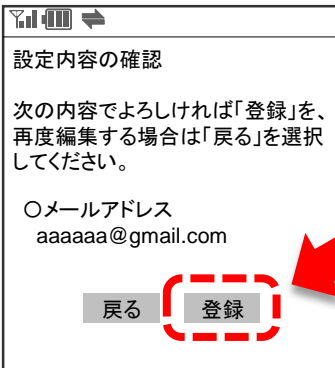 設定内容の確認
次の内容でよろしければ「登録」を、
再度編集する場合は「戻る」を選択
してください。
○メールアドレス
aaaaaa@gmail.com
戻る 登録